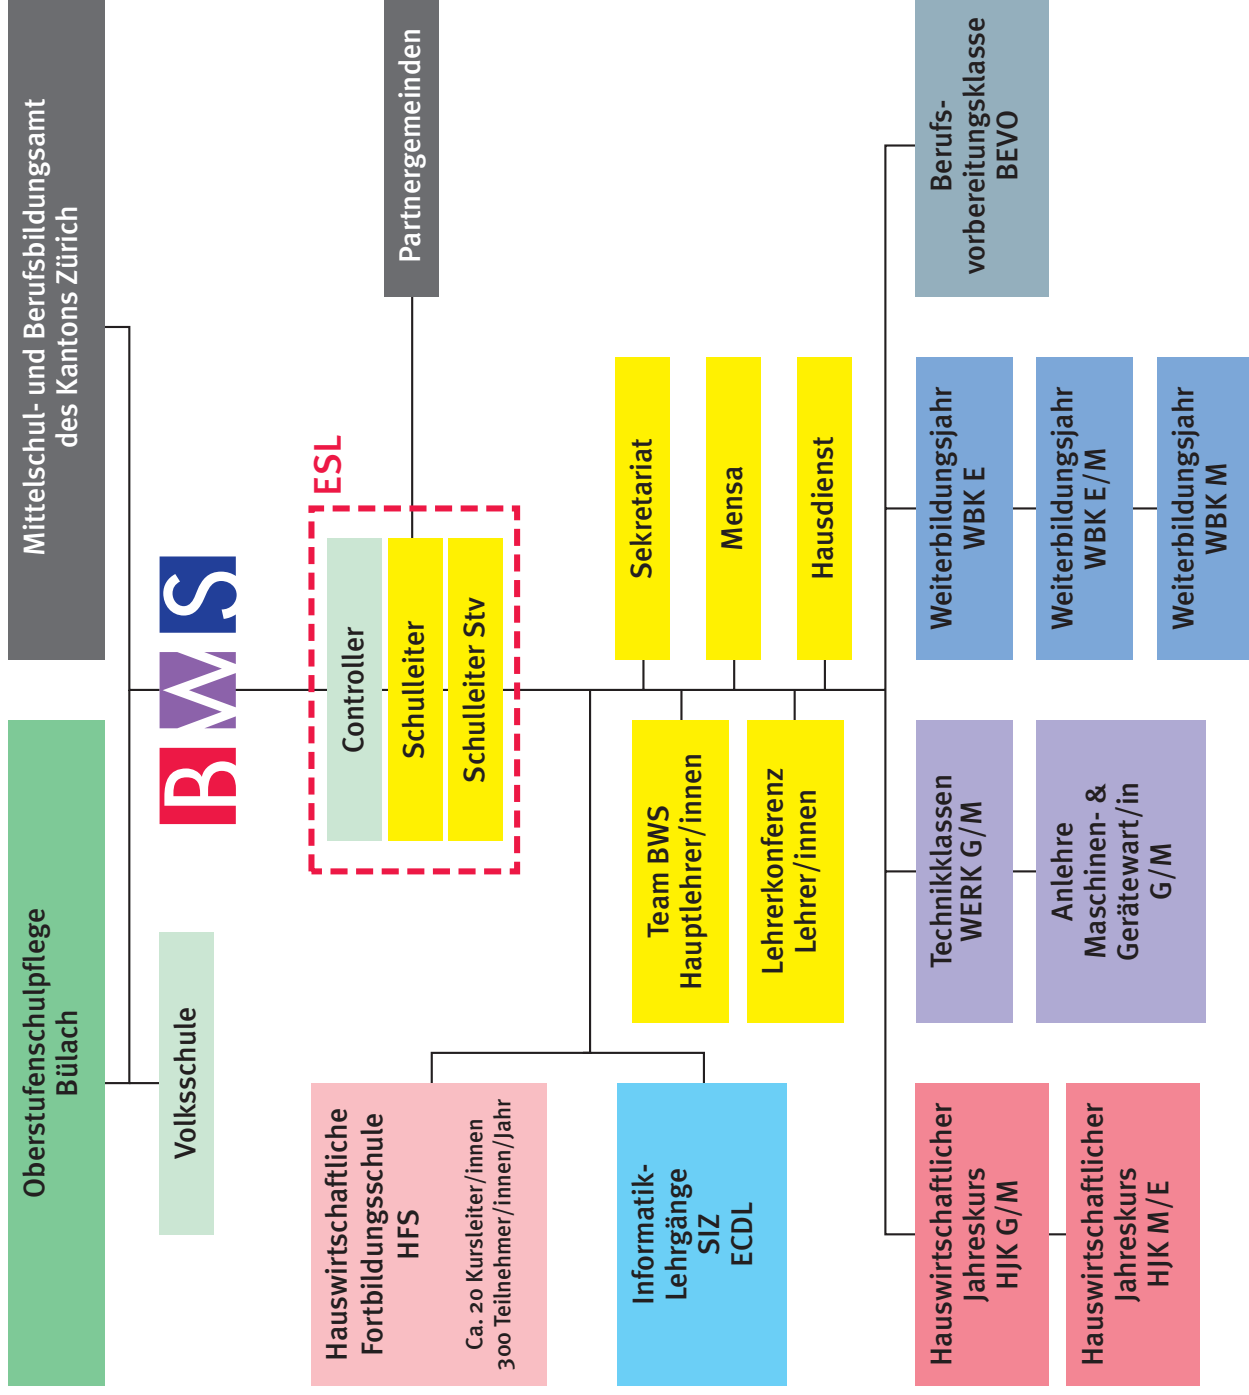 Oberstufenschulpflege
Bülach
Mittelschul- und Berufsbildungsamt
des Kantons Zürich
Volksschule
BWS
ESL
Controller
Schulleiter
Schulleiter Stv
Partnergemeinden
Hauswirtschaftliche
Fortbildungsschule
HFS
Ca. 20 Kursleiter/innen
300 Teilnehmer/innen/Jahr
Informatik-
Lehrgänge
SIZ
ECDL
Team BWS
Hauptlehrer/innen
Lehrerkonferenz
Lehrer/innen
Sekretariat
Mensa
Hausdienst
Hauswirtschaftlicher
Jahreskurs
HJK G/M
Hauswirtschaftlicher
Jahreskurs
HJK M/E
Technikklassen
WERK G/M
Anlehre
Maschinen- &
Gerätewart/in
G/M
Weiterbildungsjahr
WBK E
Weiterbildungsjahr
WBK E/M
Weiterbildungsjahr
WBK M
Berufs-
vorbereitungsklasse
BEVO